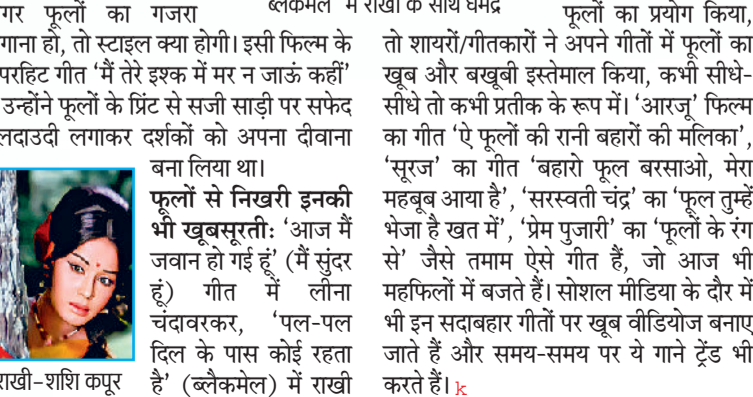 गर फूलों का गजरा
गाना हो, तो स्टाइल क्या होगी। इसी फिल्म के
परहिट गीत ‘मैं तेरे इश्क में मर न जाऊं कहीं’
उन्होंने फूलों के प्रिंट से सजी साड़ी पर सफेद
लदाउदी लगाकर दर्शकों को अपना दीवाना
बना लिया था।
फूलों से निखरी इनकी
भी खूबसूरती: ‘आज मैं
जवान हो गई हूं’ (मैं सुंदर
हूं) गीत में लीना
चंदावरकर, ‘पल-पल
दिल के पास कोई रहता
है’ (ब्लैकमेल) में राखी
राखी-शशि कपूर
ब्लैकमेल में राखी के साथ धर्मेंद्र
फूलों का प्रयोग किया,
तो शायरों/गीतकारों ने अपने गीतों में फूलों का
खूब और बखूबी इस्तेमाल किया, कभी सीधे-
सीधे तो कभी प्रतीक के रूप में। ‘आरजू’ फिल्म
का गीत ‘ऐ फूलों की रानी बहारों की मलिका’,
‘सूरज’ का गीत ‘बहारो फूल बरसाओ, मेरा
महबूब आया है’, ‘सरस्वती चंद्र’ का ‘फूल तुम्हें
भेजा है खत में’, ‘प्रेम पुजारी’ का ‘फूलों के रंग
से’ जैसे तमाम ऐसे गीत हैं, जो आज भी
महफिलों में बजते हैं। सोशल मीडिया के दौर में
भी इन सदाबहार गीतों पर खूब वीडियोज बनाए
जाते हैं और समय-समय पर ये गाने ट्रेंड भी
करते हैं। k